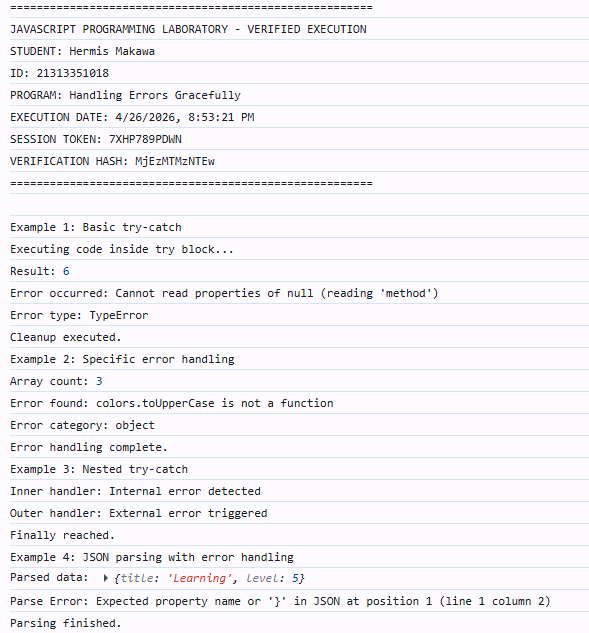 =======================================================
JAVASCRIPT PROGRAMMING LABORATORY - VERIFIED EXECUTION
STUDENT: Hermis Makawa
ID: 21313351018
PROGRAM: Handling Errors Gracefully
EXECUTION DATE: 4/26/2026, 8:53:21 PM
SESSION TOKEN: 7XHP789PDWN
VERIFICATION HASH: MjEzMTMzNTEw
=======================================================
Example 1: Basic try-catch
Executing code inside try block...
Result: 6
Error occurred: Cannot read properties of null (reading 'method')
Error type: TypeError
Cleanup executed.
Example 2: Specific error handling
Array count: 3
Error found: colors.toUpperCase is not a function
Error category: object
Error handling complete.
Example 3: Nested try-catch
Inner handler: Internal error detected
Outer handler: External error triggered
Finally reached.
Example 4: JSON parsing with error handling
Parsed data: ▶ {title: 'Learning', level: 5}
Parse Error: Expected property name or '}' in JSON at position 1 (line 1 column 2)
Parsing finished.